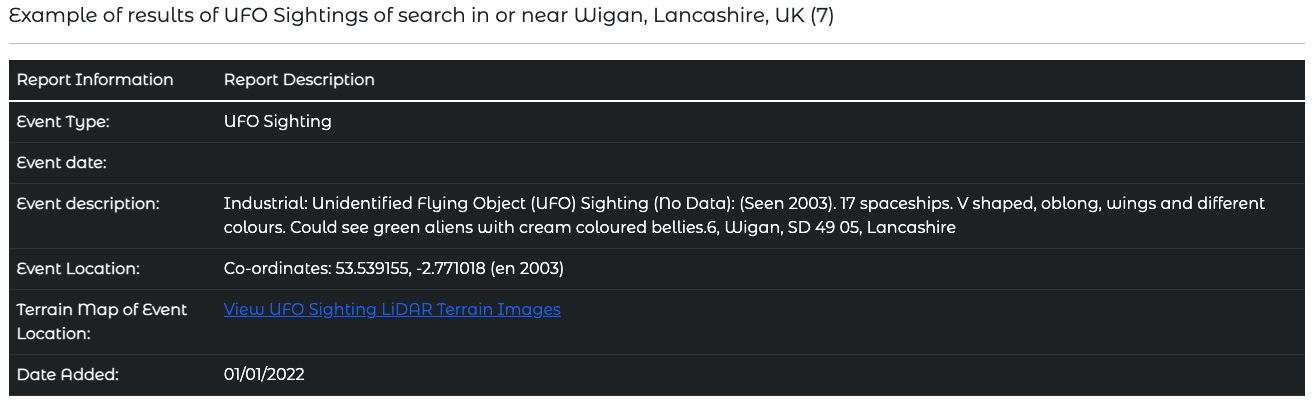 Example of results of UFO Sightings of search in or near Wigan, Lancashire, UK (7)
Report Information Report Description
Event Type: UFO Sighting
Event date:
Event description: Industrial: Unidentified Flying Object (UFO) Sighting (No Data): (Seen 2003). 17 spaceships. V shaped, oblong, wings and different
colours. Could see green aliens with cream coloured bellies.6, Wigan, SD 49 05, Lancashire
Event Location: Co-ordinates: 53.539155, -2.771018 (en 2003)
Terrain Map of Event View UFO Sighting LiDAR Terrain Images
Location:
Date Added: 01/01/2022